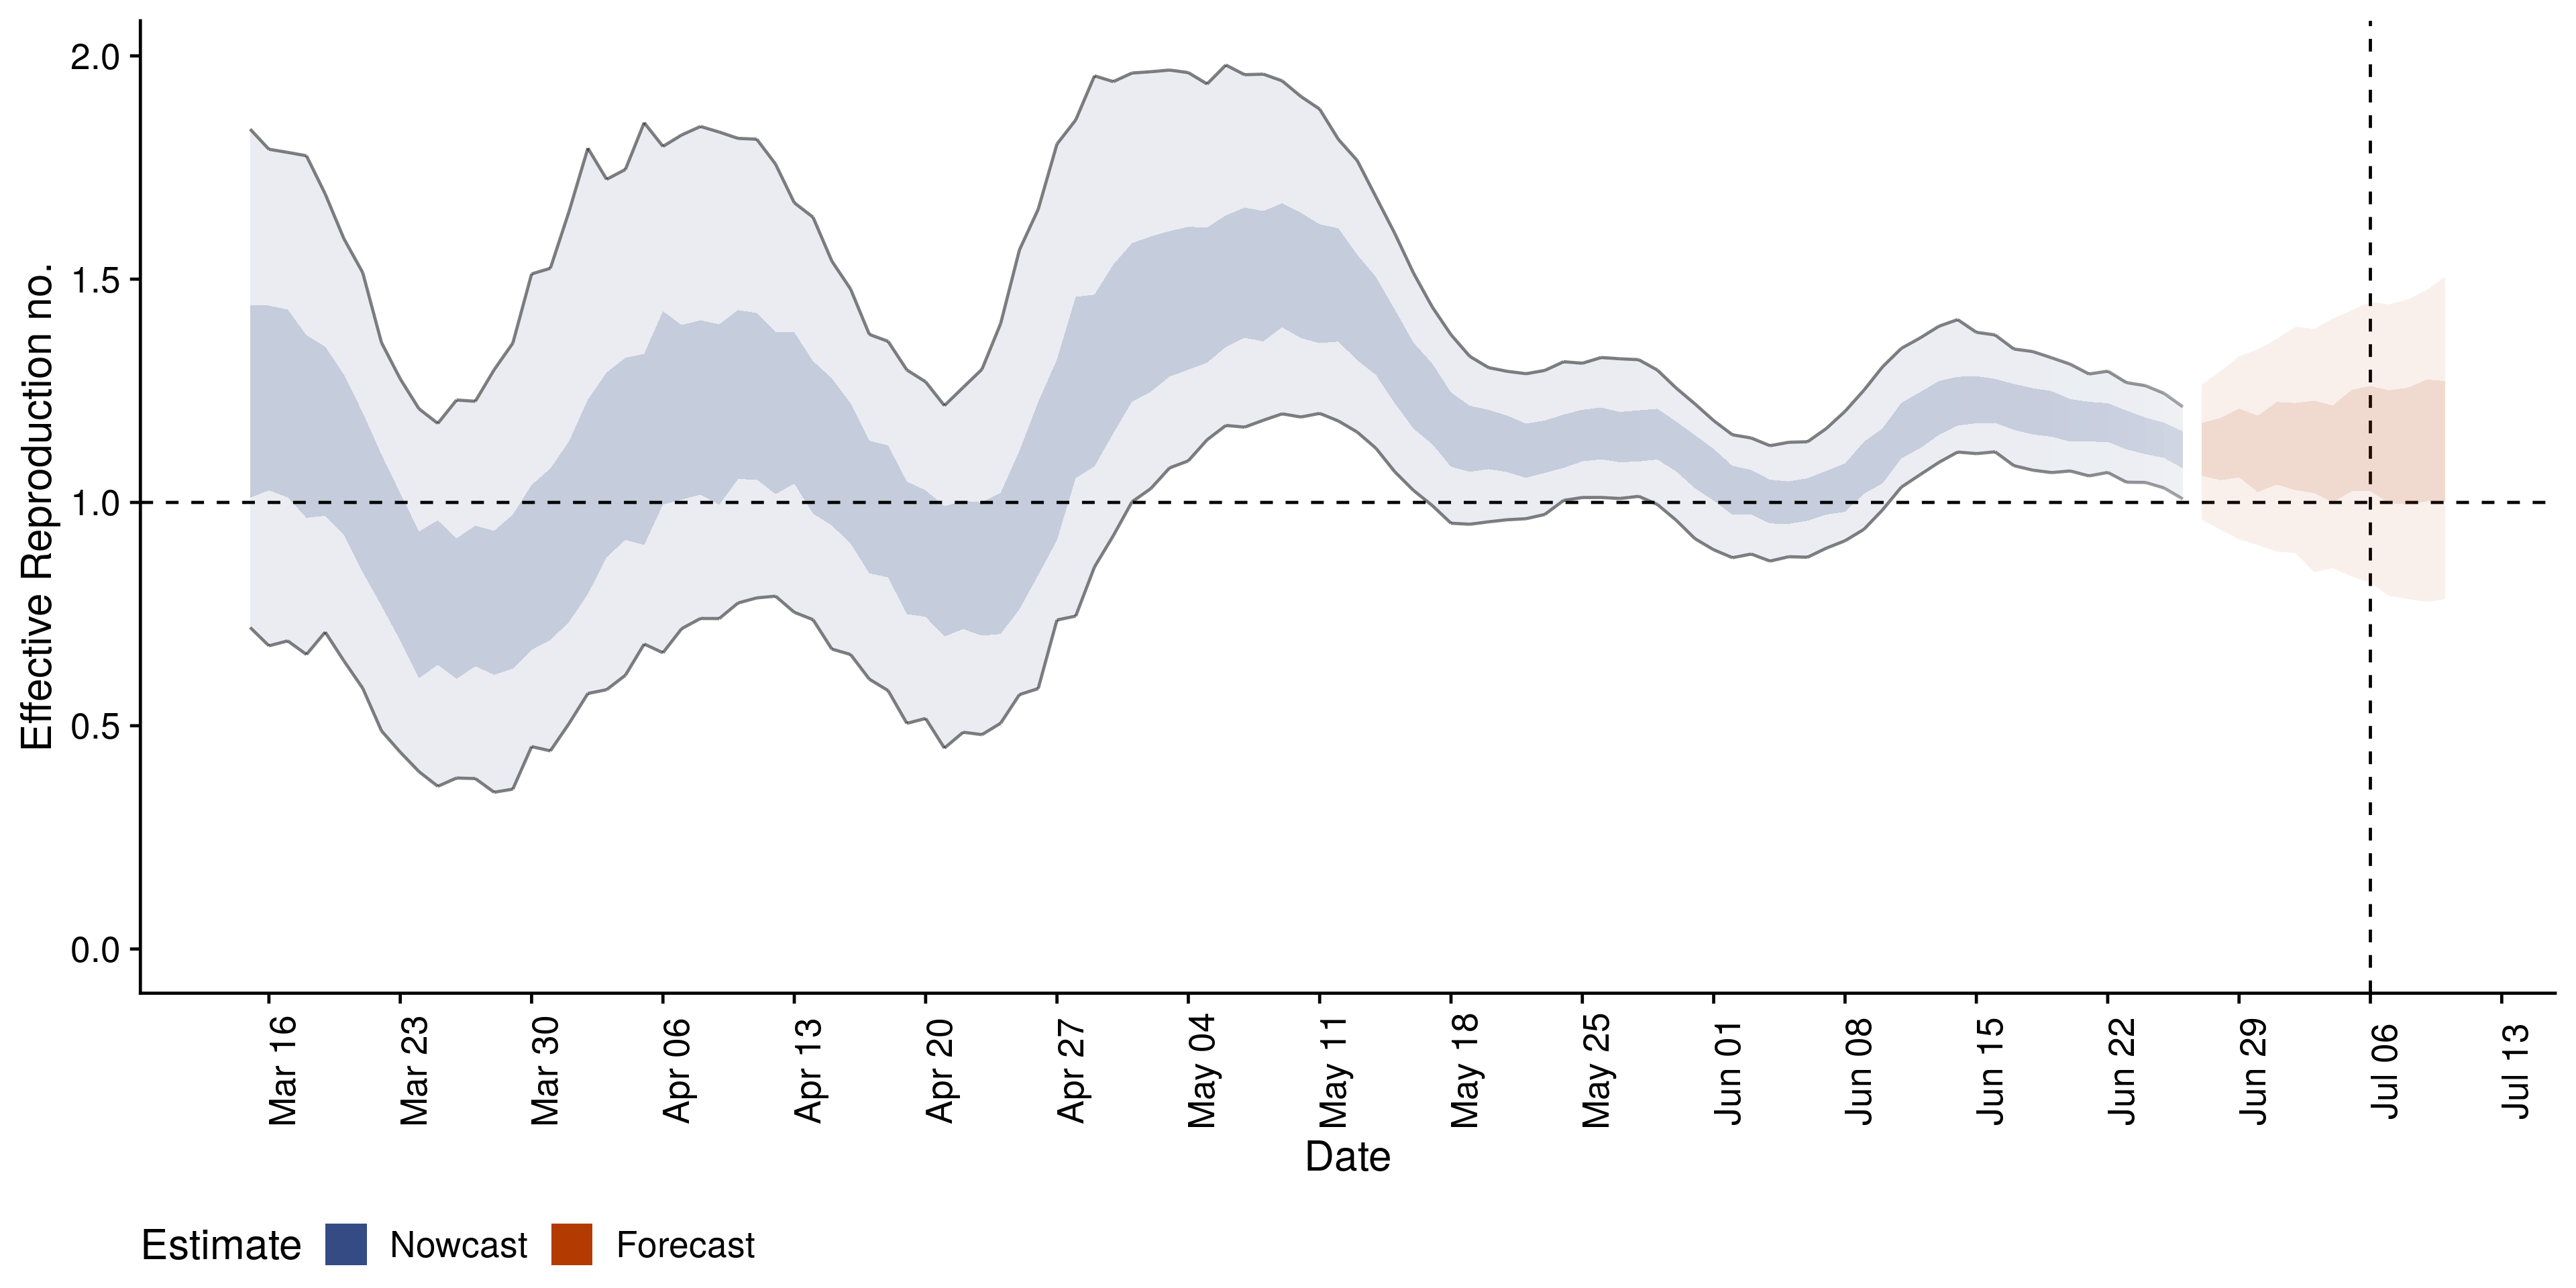 Effective Reproduction no.
2.0
1.5
1.0
0.5
0.0
Mar 16
Mar 23
Mar 30
Apr 06
Apr 13
Apr 20
Apr 27
May 04
May 11
May 18
May 25
Jun 01
Jun 08
Jun 15
Jun 22
Jun 29
Jul 06
Jul 13
Date
Estimate Nowcast Forecast